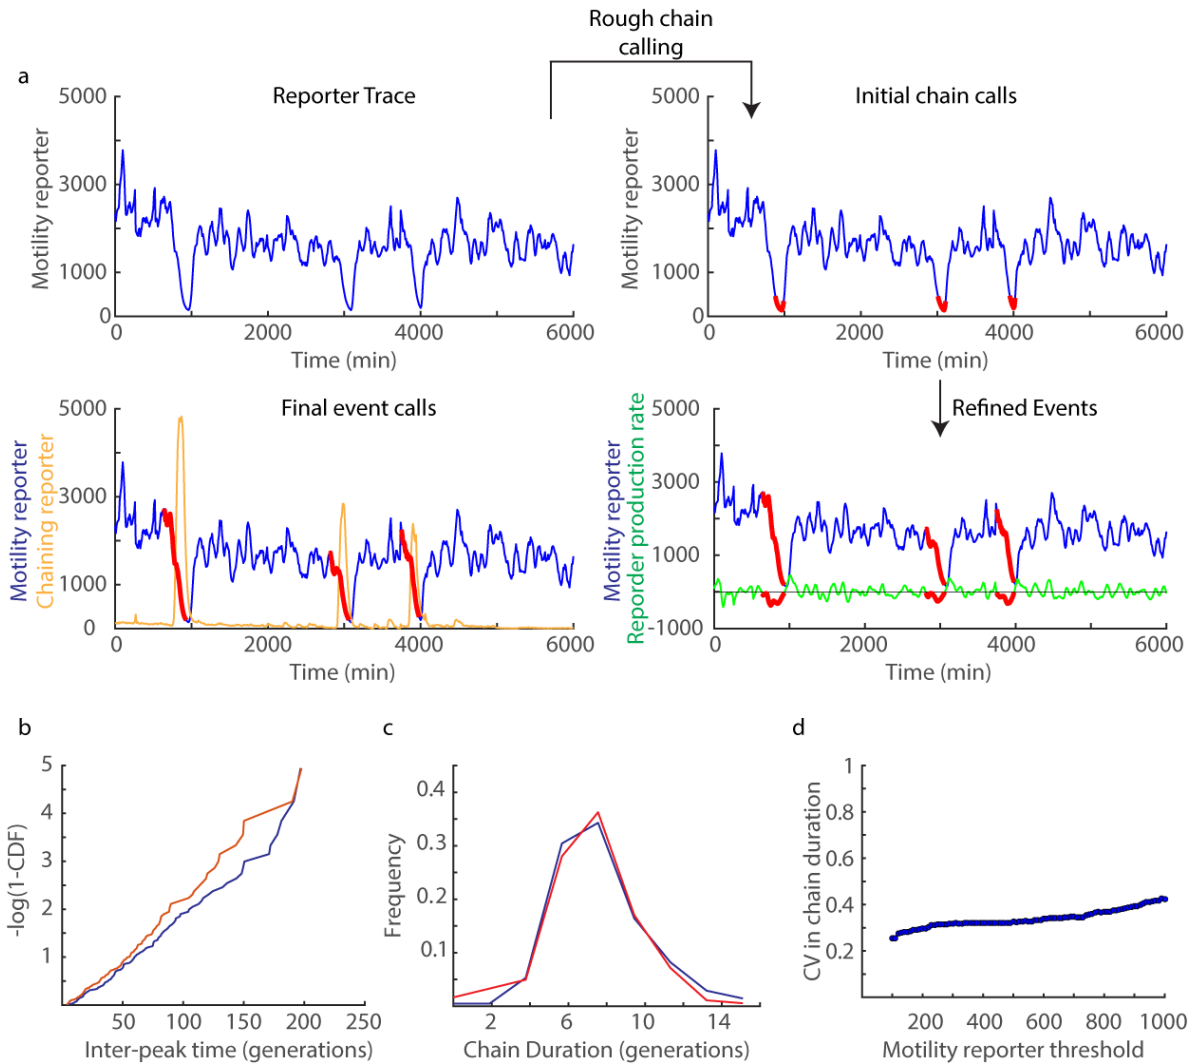 Rough chain
calling
a
Reporter Trace
Motility reporter
5000
3000
1000
0
0
2000
4000
6000
Time (min)
Initial chain calls
Motility reporter
5000
3000
1000
0
0
2000
4000
6000
Time (min)
Final event calls
Motility reporter
Chaining reporter
5000
3000
1000
0
0
2000
4000
6000
Time (min)
Refined Events
Motility reporter
Reporder production rate
5000
3000
1000
-1000
0
2000
4000
6000
Time (min)
b
-log(1-CDF)
5
4
3
2
1
50
100
150
200
250
Inter-peak time (generations)
c
Frequency
0.4
0.3
0.2
0.1
2
6
10
14
Chain Duration (generations)
d
CV in chain duration
1
0.8
0.6
0.4
0.2
200
400
600
800
1000
Motility reporter threshold